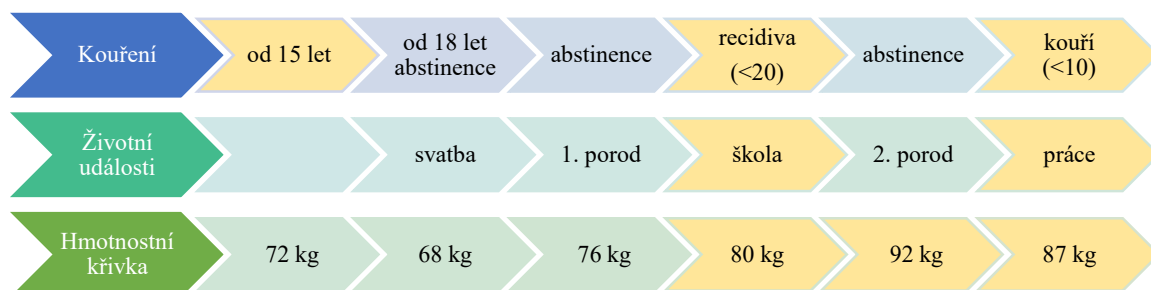 Kouření
od 15 let
od 18 let
abstinence
abstinence
recidiva
(<20)
abstinence
kouří
(<10)
Životní
události
svatba
1. porod
škola
2. porod
práce
Hmotnostní
křivka
72 kg
68 kg
76 kg
80 kg
92 kg
87 kg